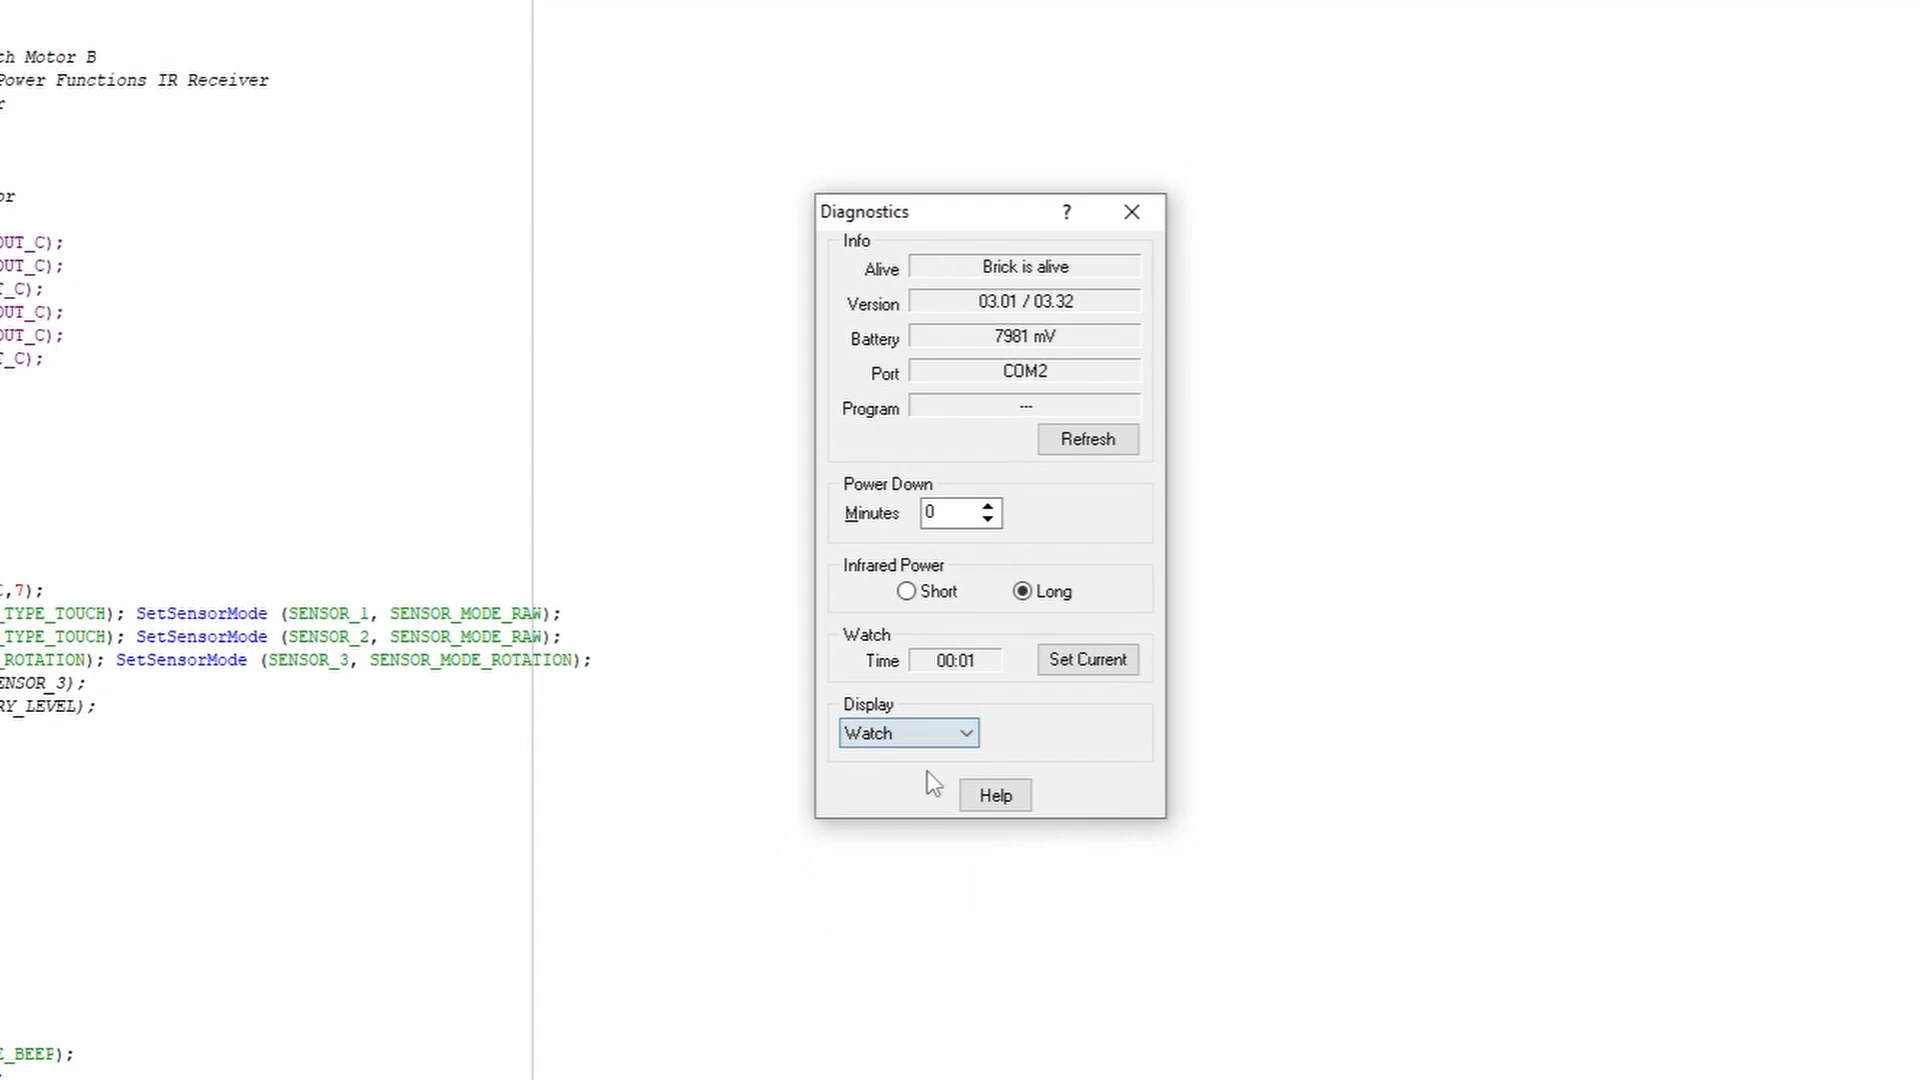 th Motor B
Power Functions IR Receiver
r
or
OUT_C);
OUT_C);
T_C);
OUT_C);
OUT_C);
T_C);
,7);
_TYPE_TOUCH); SetSensorMode (SENSOR_1, SENSOR_MODE_RAW);
_TYPE_TOUCH); SetSensorMode (SENSOR_2, SENSOR_MODE_RAW);
_ROTATION); SetSensorMode (SENSOR_3, SENSOR_MODE_ROTATION);
ENSOR_3);
RY_LEVEL);
E_BEEP);
Diagnostics ?
Info
Alive Brick is alive
Version 03.01 / 03.32
Battery 7981 mV
Port COM2
Program ---
Refresh
Power Down
Minutes 0
Infrared Power
Short Long
Watch
Time 00:01 Set Current
Display
Watch
Help